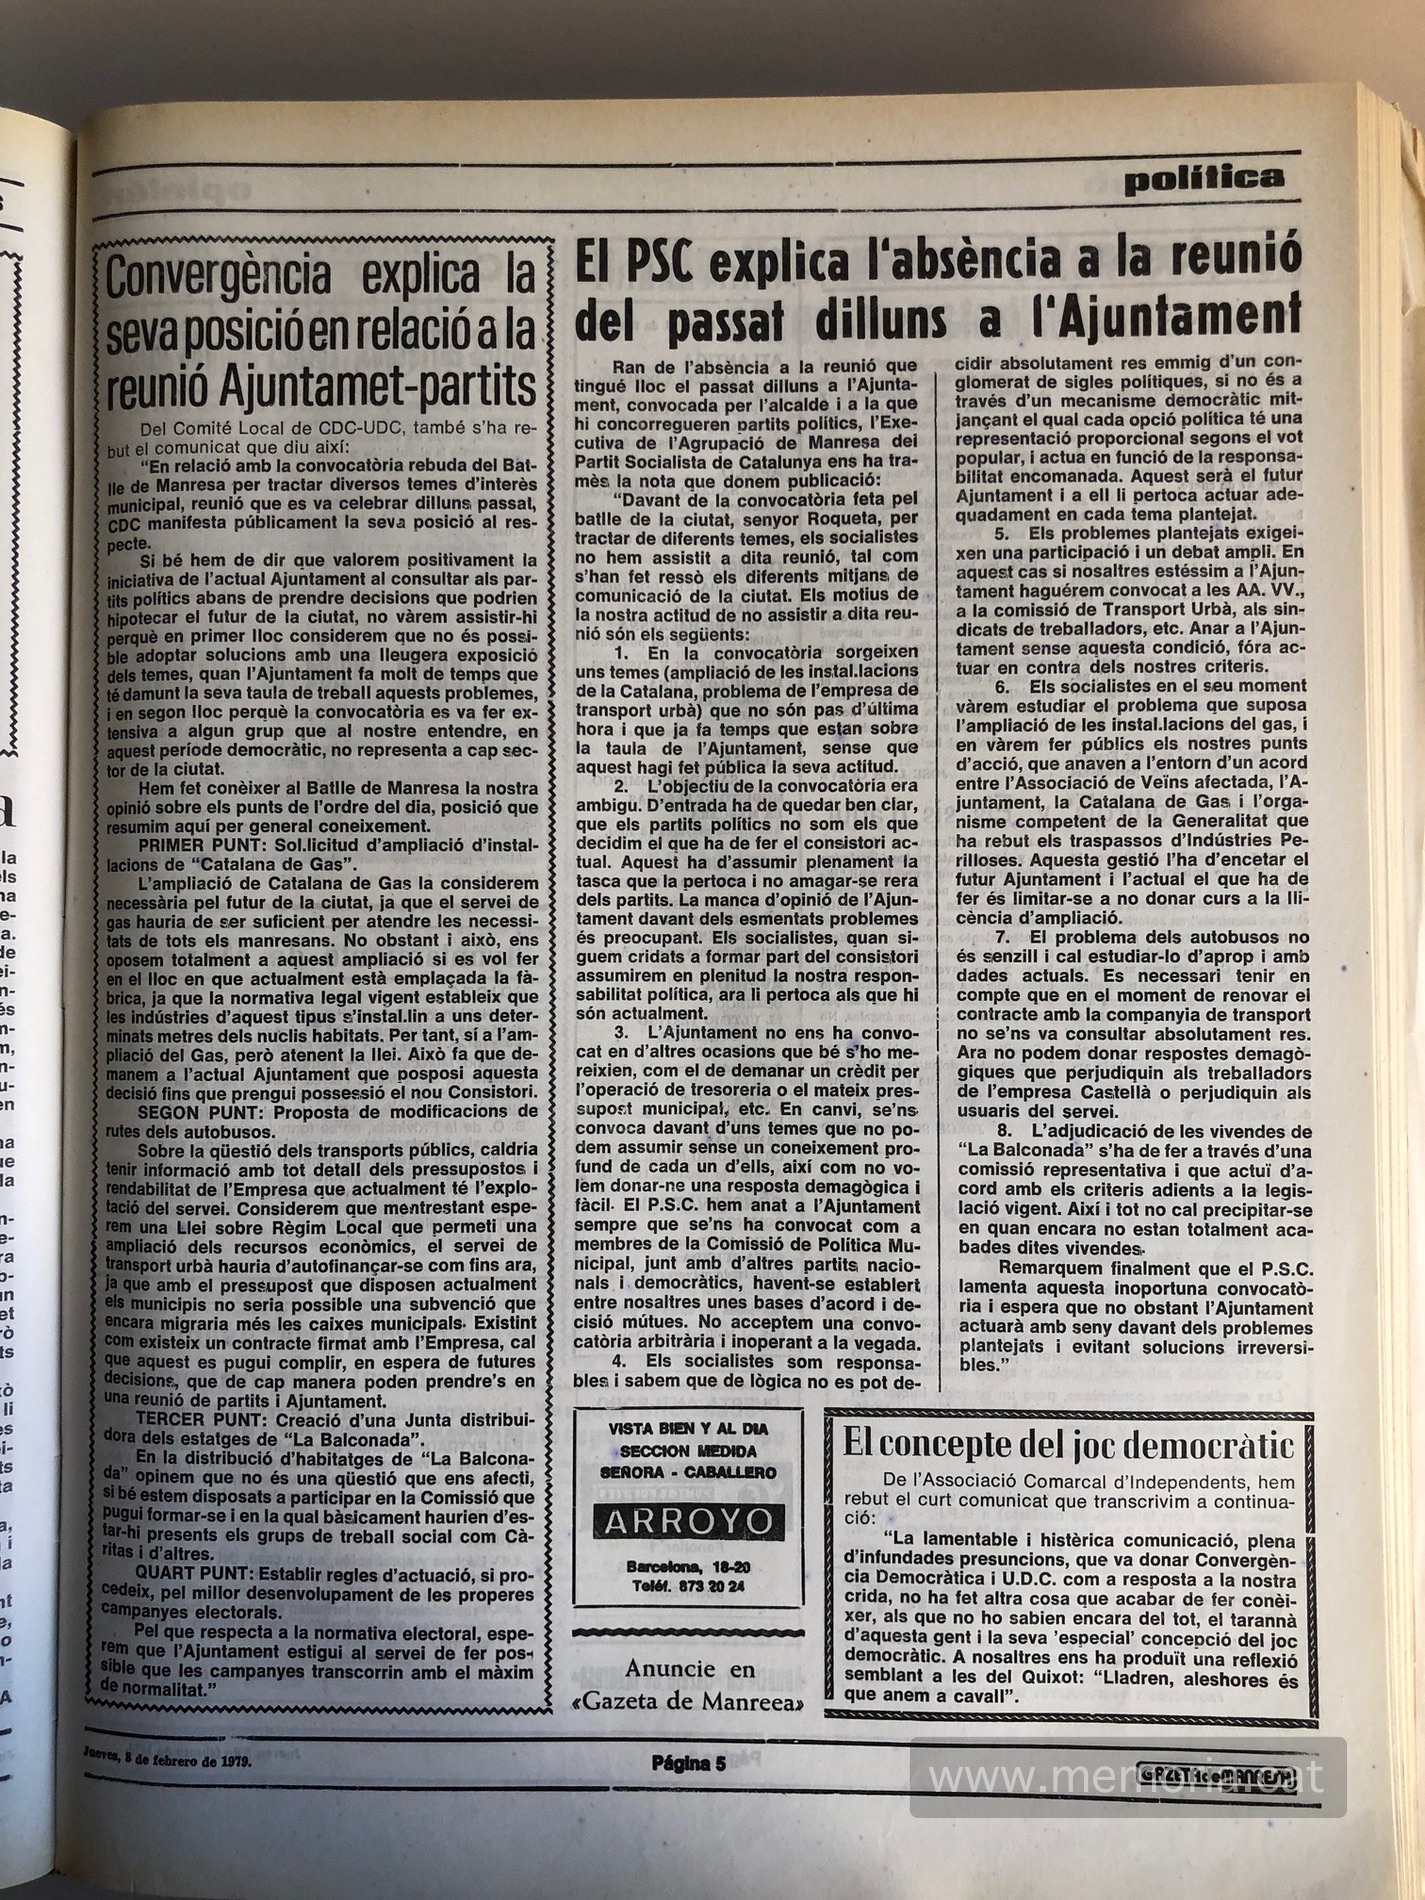 política
Convergència explica la
seva posició en relació a la
reunió Ajuntamet-partits
Del Comité Local de CDC-UDC, també s'ha re-
but el comunicat que diu així:
"En relació amb la convocatòria rebuda del Bat-
lle de Manresa per tractar diversos temes d'interès
municipal, reunió que es va celebrar dilluns passat,
CDC manifesta públicament la seva posició al res-
pecte.
Si bé hem de dir que valorem positivament la
iniciativa de l'actual Ajuntament al consultar als par-
tits polítics abans de prendre decisions que podrien
hipotecar el futur de la ciutat, no vàrem assistir-hi
perquè en primer lloc considerem que no és possi-
ble adoptar solucions amb una lleugera exposició
dels temes, quan l'Ajuntament fa molt de temps que
té damunt la seva taula de treball aquests problemes,
i en segon lloc perquè la convocatòria es va fer ex-
tensiva a algun grup que al nostre entendre, en
aquest període democràtic, no representa a cap sec-
tor de la ciutat.
Hem fet conèixer al Batlle de Manresa la nostra
opinió sobre els punts de l'ordre del dia, posició que
resumim aquí per general coneixement.
PRIMER PUNT: Sol.licitud d'ampliació d'instal-
lacions de "Catalana de Gas".
L'ampliació de Catalana de Gas la considerem
necessària pel futur de la ciutat, ja que el servei de
gas hauria de ser suficient per atendre les necessi-
tats de tots els manresans. No obstant i això, ens
oposem totalment a aquest ampliació si es vol fer
en el lloc en que actualment està emplaçada la fà-
brica, ja que la normativa legal vigent estableix que
les indústries d'aquest tipus s'instal.lin a uns deter-
minats metres dels nuclis habitats. Per tant, sí a l'am-
pliació del Gas, però atenent la llei. Això fa que de-
manem a l'actual Ajuntament que posposi aquesta
decisió fins que prengui possessió el nou Consistori.
SEGON PUNT: Proposta de modificacions de
rutes dels autobusos.
Sobre la qüestió dels transports públics, caldria
tenir informació amb tot detall dels pressupostos i
rendabilitat de l'Empresa que actualment té l'explo-
tació del servei. Considerem que mentrestant espe-
rem una Llei sobre Règim Local que permeti una
ampliació dels recursos econòmics, el servei de
transport urbà hauria d'autofinançar-se com fins ara,
ja que amb el pressupost que disposen actualment
els municipis no seria possible una subvenció que
encara migraria més les caixes municipals. Existint
com existeix un contracte firmat amb l'Empresa, cal
que aquest es pugui complir, en espera de futures
decisions, que de cap manera poden prendre's en
una reunió de partits i Ajuntament.
TERCER PUNT: Creació d'una Junta distribui-
dora dels estatges de "La Balconada".
En la distribució d'habitatges de "La Balcona-
da" opinem que no és una qüestió que ens afecti,
si bé estem disposats a participar en la Comissió que
pugui formar-se i en la qual bàsicament haurien d'es-
tar-hi presents els grups de treball social com Cà-
ritas i d'altres.
QUART PUNT: Establir regles d'actuació, si pro-
cedeix, pel millor desenvolupament de les properes
campanyes electorals.
Pel que respecta a la normativa electoral, espe-
rem que l'Ajuntament estigui al servei de fer pos-
sible que les campanyes transcorrin amb el màxim
de normalitat."
El PSC explica l'absència a la reunió
del passat dilluns a l'Ajuntament
Ran de l'absència a la reunió que
tingué lloc el passat dilluns a l'Ajunta-
ment, convocada per l'alcalde i a la que
hi concorregueren partits polítics, l'Exe-
cutiva de l'Agrupació de Manresa del
Partit Socialista de Catalunya ens ha tra-
mès la nota que donem publicació:
"Davant de la convocatòria feta pel
batlle de la ciutat, senyor Roqueta, per
tractar de diferents temes, els socialistes
no hem assistit a dita reunió, tal com
s'han fet ressò els diferents mitjans de
comunicació de la ciutat. Els motius de
la nostra actitud de no assistir a dita reu-
nió són els següents:
1. En la convocatòria sorgeixen
uns temes (ampliació de les instal.lacions
de la Catalana, problema de l'empresa de
transport urbà) que no són pas d'última
hora i que ja fa temps que estan sobre
la taula de l'Ajuntament, sense que
aquest hagi fet pública la seva actitud.
2. L'objectiu de la convocatòria era
ambigu. D'entrada ha de quedar ben clar,
que els partits polítics no som els que
decidim el que ha de fer el consistori ac-
tual. Aquest ha d'assumir plenament la
tasca que la pertoca i no amagar-se rera
dels partits. La manca d'opinió de l'Ajun-
tament davant dels esmentats problemes
és preocupant. Els socialistes, quan si-
guem cridats a formar part del consistori
assumirem en plenitud la nostra respon-
sabilitat política, ara li pertoca als que hi
són actualment.
3. L'Ajuntament no ens ha convo-
cat en d'altres ocasions que bé s'ho me-
reixien, com el de demanar un crèdit per
l'operació de tresoreria o el mateix pres-
supost municipal, etc. En canvi, se'ns
convoca davant d'uns temes que no po-
dem assumir sense un coneixement pro-
fund de cada un d'ells, així com no vo-
lem donar-ne una resposta demagògica i
fàcil. El P.S.C. hem anat a l'Ajuntament
sempre que se'ns ha convocat com a
membres de la Comissió de Política Mu-
nicipal, junt amb d'altres partits nacio-
nals i democràtics, havent-se establert
entre nosaltres unes bases d'acord i de-
cisió mútues. No acceptem una convo-
catòria arbitrària i inoperant a la vegada.
4. Els socialistes som responsa-
bles i sabem que de lògica no es pot de-
cidir absolutament res emmig d'un con-
glomerat de sigles polítiques, si no és a
través d'un mecanisme democràtic mit-
jançant el qual cada opció política té una
representació proporcional segons el vot
popular, i actua en funció de la responsa-
bilitat encomanada. Aquest serà el futur
Ajuntament i a ell li pertoca actuar ade-
quadament en cada tema plantejat.
5. Els problemes plantejats exigei-
xen una participació i un debat ampli. En
aquest cas si nosaltres estéssim a l'Ajun-
tament haguérem convocat a les AA. VV.,
a la comissió de Transport Urbà, als sin-
dicats de treballadors, etc. Anar a l'Ajun-
tament sense aquesta condició, fóra ac-
tuar en contra dels nostres criteris.
6. Els socialistes en el seu moment
vàrem estudiar el problema que suposa
l'ampliació de les instal.lacions del gas, i
en vàrem fer públics els nostres punts
d'acció, que anaven a l'entorn d'un acord
entre l'Associació de Veïns afectada, l'A-
juntament, la Catalana de Gas i l'orga-
nisme competent de la Generalitat que
ha rebut els traspassos d'Indústries Pe-
rilloses. Aquesta gestió l'ha d'encetar el
futur Ajuntament i l'actual el que ha de
fer és limitar-se a no donar curs a la lli-
cència d'ampliació.
7. El problema dels autobusos no
és senzill i cal estudiar-lo d'aprop i amb
dades actuals. Es necessari tenir en
compte que en el moment de renovar el
contracte amb la companyia de transport
no se'ns va consultar absolutament res.
Ara no podem donar respostes demagò-
giques que perjudiquin als treballadors
de l'empresa Castellà o perjudiquin als
usuaris del servei.
8. L'adjudicació de les vivendes de
"La Balconada" s'ha de fer a través d'una
comissió representativa i que actuï d'a-
cord amb els criteris adients a la legis-
lació vigent. Així i tot no cal precipitar-se
en quan encara no estan totalment aca-
bades dites vivendes.
Remarquem finalment que el P.S.C.
lamenta aquesta inoportuna convocatò-
ria i espera que no obstant l'Ajuntament
actuarà amb seny davant dels problemes
plantejats i evitant solucions irreversi-
bles."
VISTA BIEN Y AL DIA
SECCION MEDIDA
SEÑORA - CABALLERO
ARROYO
Barcelona, 18-20
Teléf. 873 20 24
Anuncie en
«Gazeta de Manreea»
El concepte del joc democràtic
De l'Associació Comarcal d'Independents, hem
rebut el curt comunicat que transcrivim a continua-
ció:
"La lamentable i histèrica comunicació, plena
d'infundades presuncions, que va donar Convergèn-
cia Democràtica i U.D.C. com a resposta a la nostra
crida, no ha fet altra cosa que acabar de fer conèi-
xer, als que no ho sabien encara del tot, el tarannà
d'aquesta gent i la seva 'especial' concepció del joc
democràtic. A nosaltres ens ha produït una reflexió
semblant a les del Quixot: "Lladren, aleshores és
que anem a cavall".
Jueves, 8 de febrero de 1979.
Página 5
GAZETA de MANRESA
www.memoria.cat